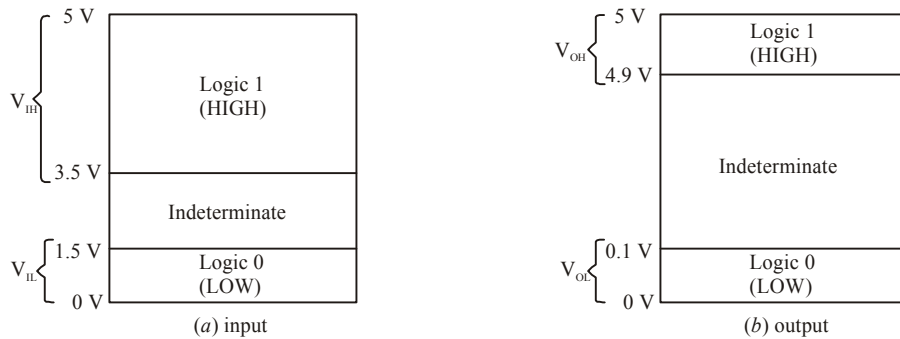 5 V
Logic 1
(HIGH)
V_IH
3.5 V
Indeterminate
1.5 V
V_IL
Logic 0
(LOW)
0 V
(a) input
5 V
Logic 1
(HIGH)
V_OH
4.9 V
Indeterminate
0.1 V
V_OL
Logic 0
(LOW)
0 V
(b) output